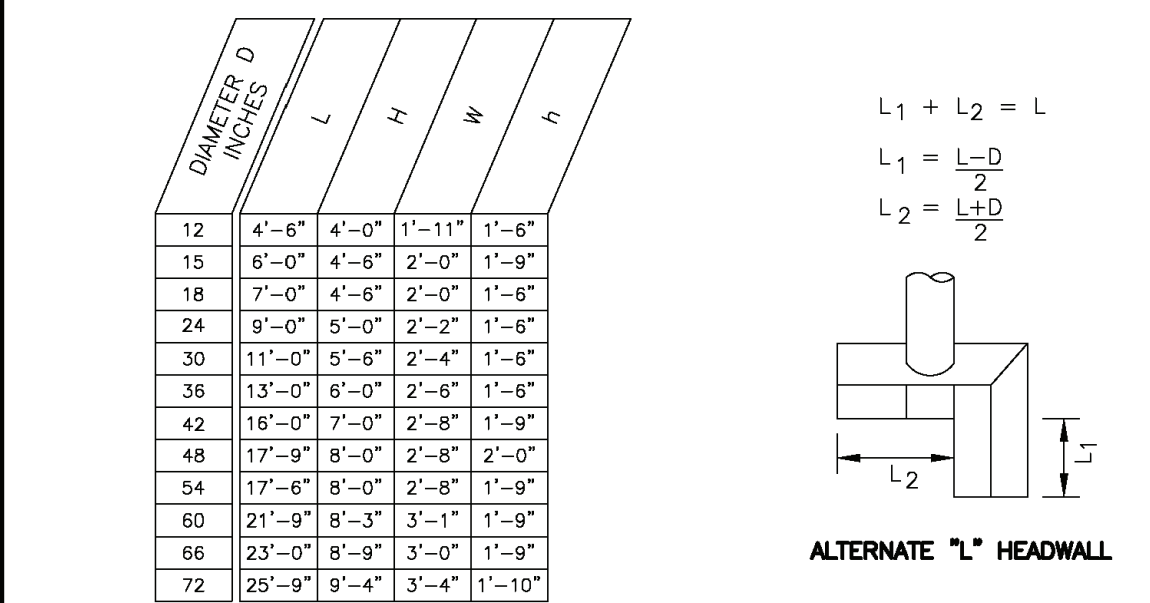 DIAMETER D
INCHES
L H W h
12 4'-6" 4'-0" 1'-11" 1'-6"
15 6'-0" 4'-6" 2'-0" 1'-9"
18 7'-0" 4'-6" 2'-0" 1'-6"
24 9'-0" 5'-0" 2'-2" 1'-6"
30 11'-0" 5'-6" 2'-4" 1'-6"
36 13'-0" 6'-0" 2'-6" 1'-6"
42 16'-0" 7'-0" 2'-8" 1'-9"
48 17'-9" 8'-0" 2'-8" 2'-0"
54 17'-6" 8'-0" 2'-8" 1'-9"
60 21'-9" 8'-3" 3'-1" 1'-9"
66 23'-0" 8'-9" 3'-0" 1'-9"
72 25'-9" 9'-4" 3'-4" 1'-10"
L1 + L2 = L
L1 = L-D
2
L2 = L+D
2
L1
L2
ALTERNATE "L" HEADWALL